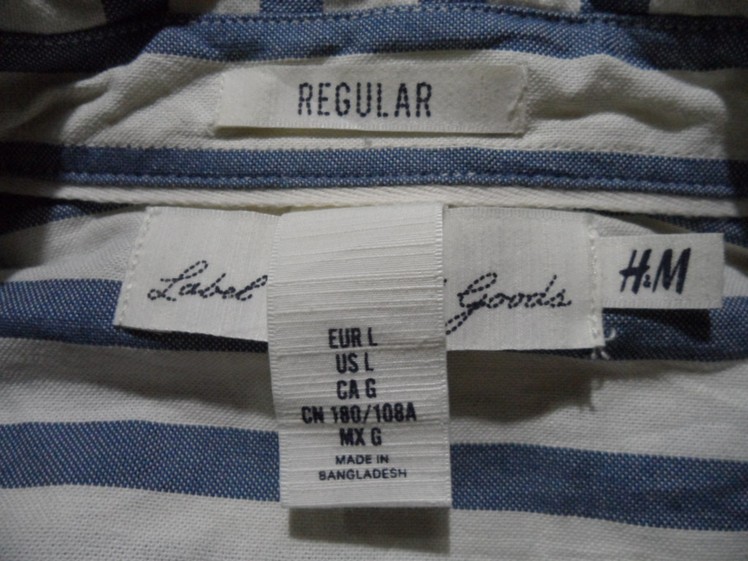 REGULAR
Label Goods
H&M
EUR L
US L
CA G
CN 180/108A
MX G
MADE IN
BANGLADESH